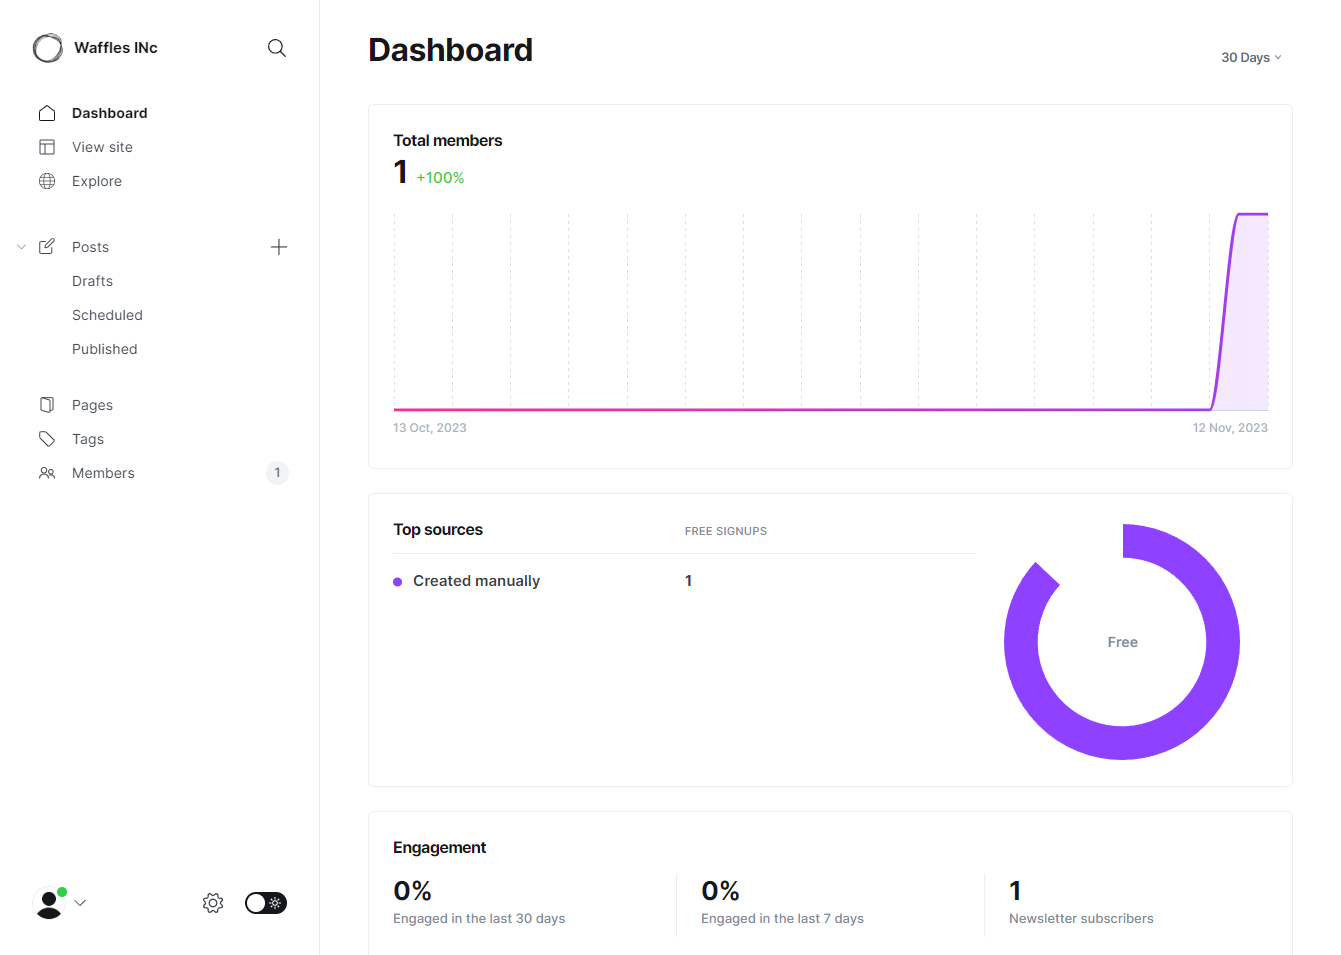 Waffles INc
Dashboard
View site
Explore
Posts
Drafts
Scheduled
Published
Pages
Tags
Members 1
Dashboard
30 Days
Total members
1 +100%
13 Oct, 2023 12 Nov, 2023
Top sources FREE SIGNUPS
Created manually 1
Free
Engagement
0% 0% 1
Engaged in the last 30 days Engaged in the last 7 days Newsletter subscribers